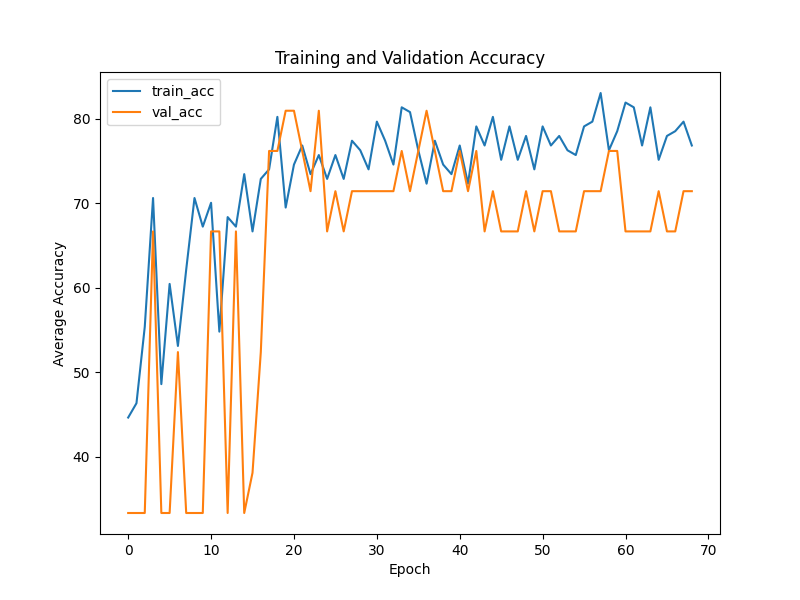 Training and Validation Accuracy
train_acc
val_acc
80
70
60
50
40
Average Accuracy
0 10 20 30 40 50 60 70
Epoch